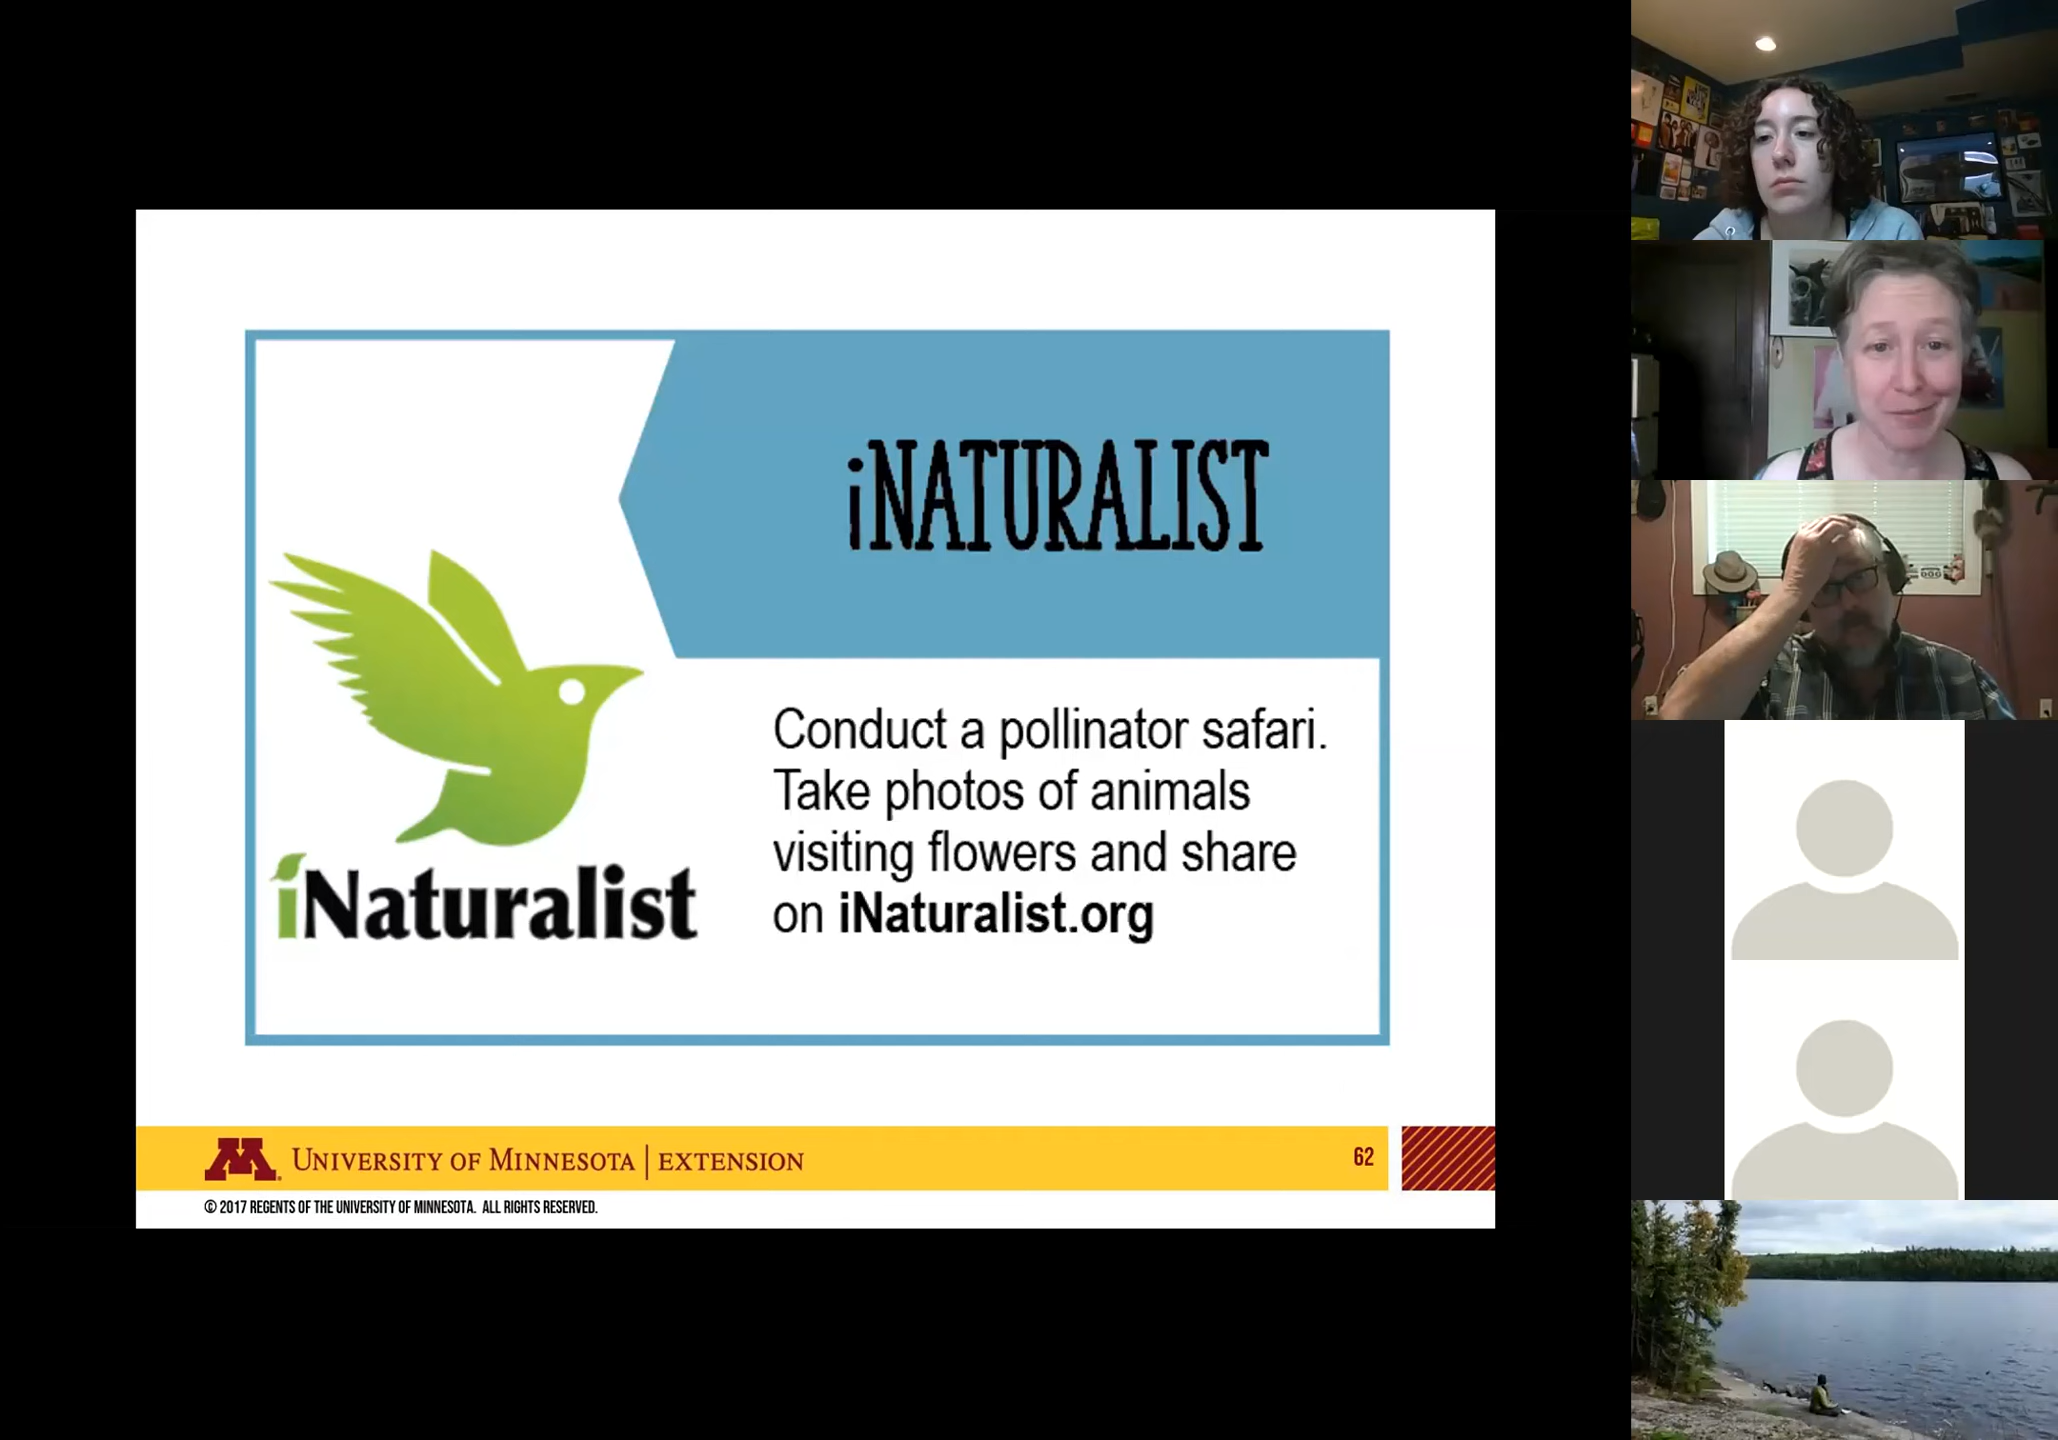 iNATURALIST
iNaturalist
Conduct a pollinator safari.
Take photos of animals
visiting flowers and share
on iNaturalist.org
M
UNIVERSITY OF MINNESOTA | EXTENSION
62
© 2017 REGENTS OF THE UNIVERSITY OF MINNESOTA. ALL RIGHTS RESERVED.